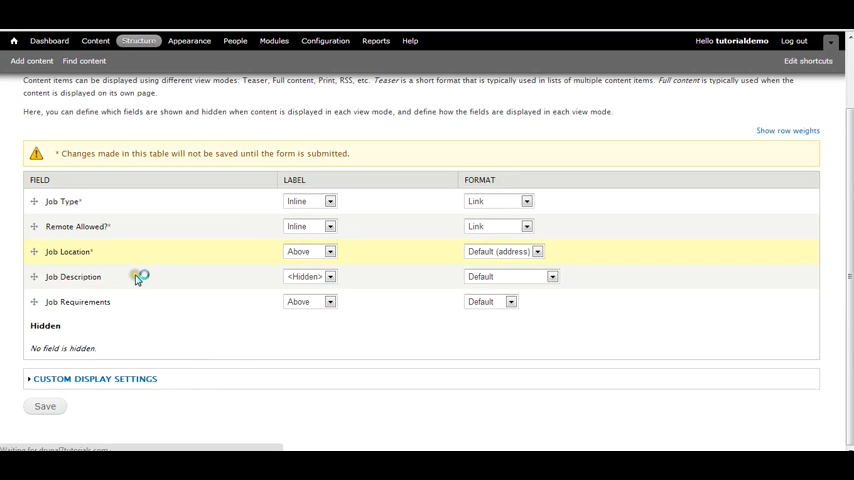 Dashboard Content Structure Appearance People Modules Configuration Reports Help Hello tutorialdemo Log out
Add content Find content Edit shortcuts
Content items can be displayed using different view modes: Teaser, Full content, Print, RSS, etc. Teaser is a short format that is typically used in lists of multiple content items. Full content is typically used when the
content is displayed on its own page.
Here, you can define which fields are shown and hidden when content is displayed in each view mode, and define how the fields are displayed in each view mode.
Show row weights
* Changes made in this table will not be saved until the form is submitted.
FIELD LABEL FORMAT
Job Type* Inline Link
Remote Allowed?* Inline Link
Job Location* Above Default (address)
Job Description <Hidden> Default
Job Requirements Above Default
Hidden
No field is hidden.
CUSTOM DISPLAY SETTINGS
Save